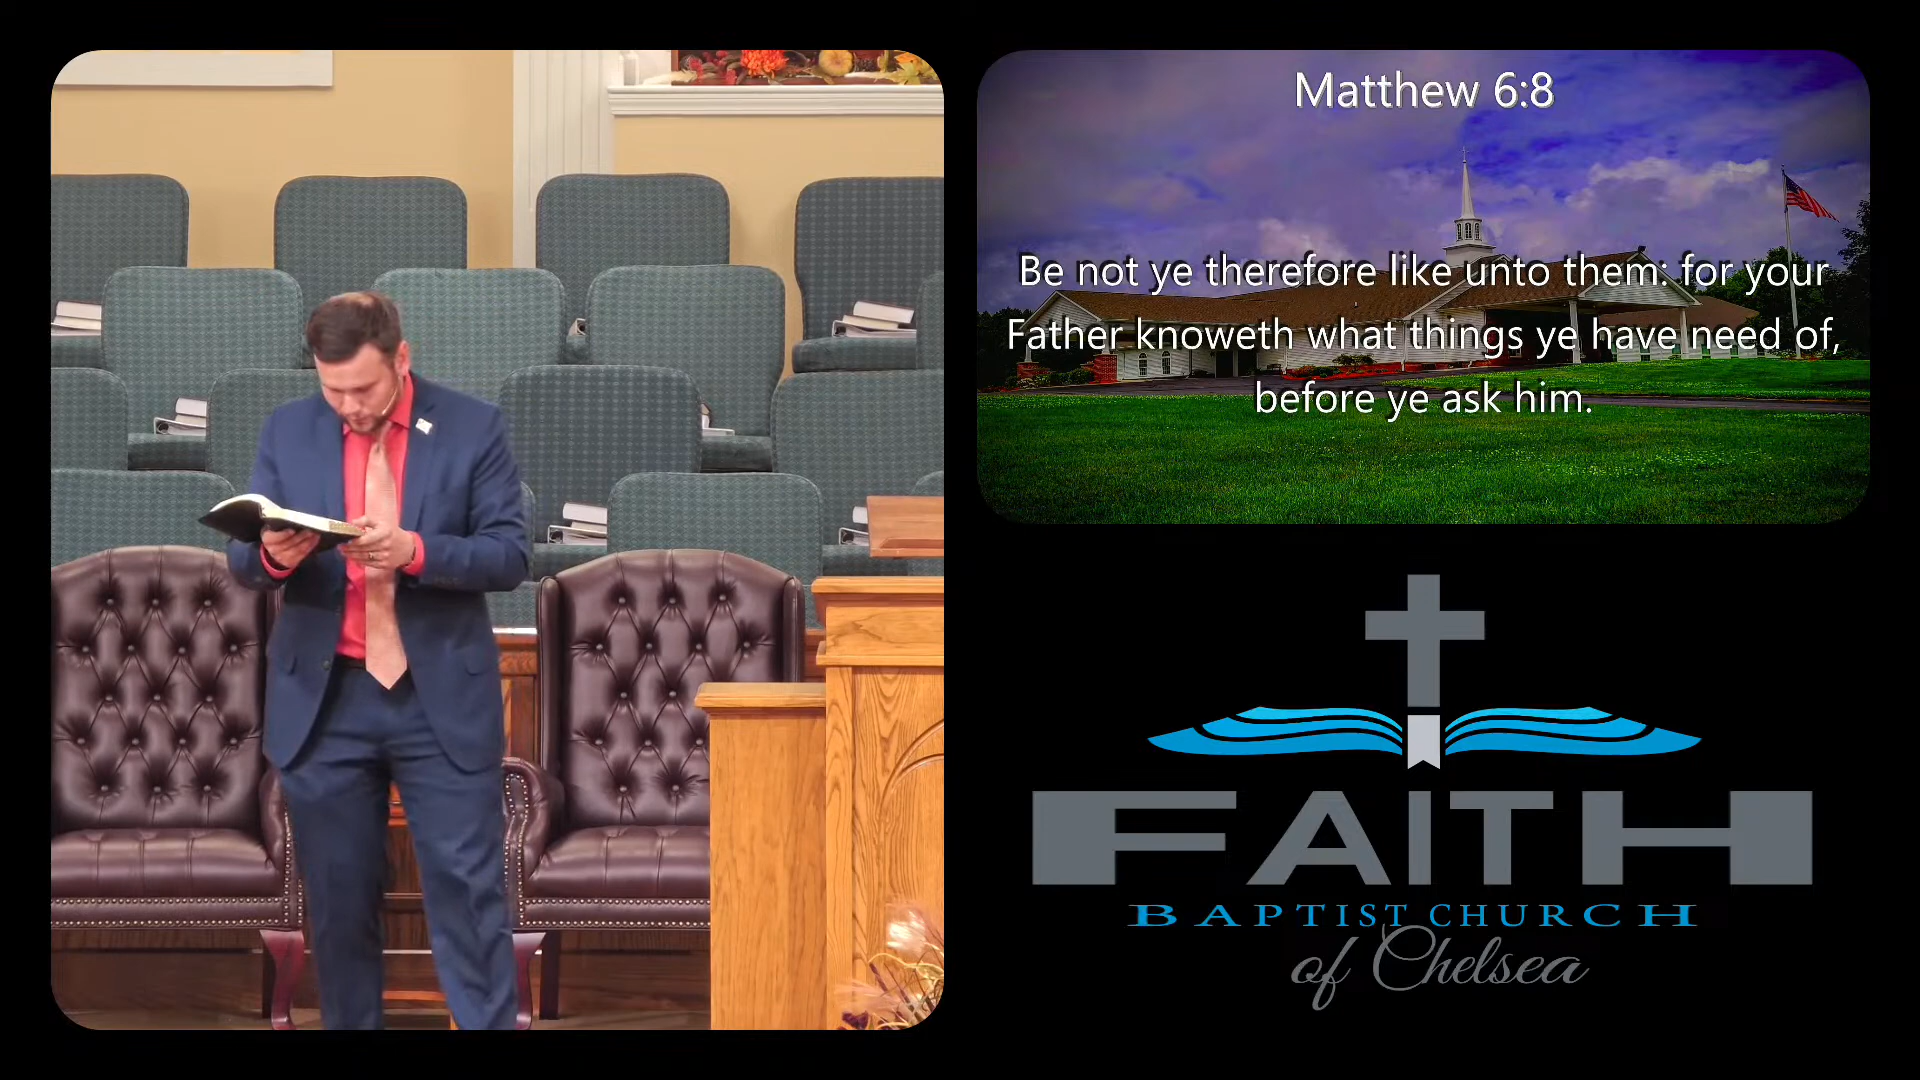 Matthew 6:8
Be not ye therefore like unto them: for your
Father knoweth what things ye have need of,
before ye ask him.
FAITH
BAPTIST CHURCH
of Chelsea